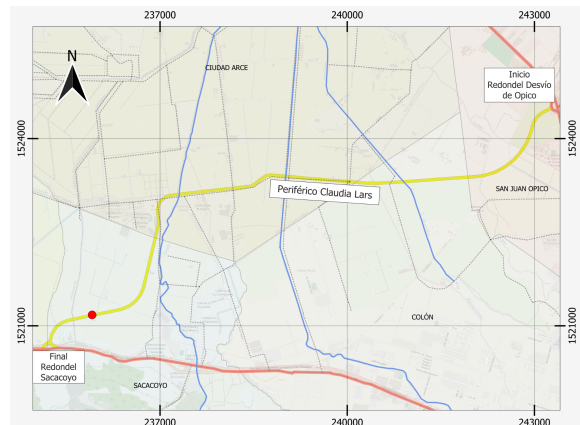 237000
240000
243000
N
CIUDAD ARCE
Inicio
Redondel Desvío
de Opico
1524000
1524000
Periférico Claudia Lars
SAN JUAN OPICO
1521000
1521000
COLÓN
Final
Redondel
Sacacoyo
SACACOYO
237000
240000
243000